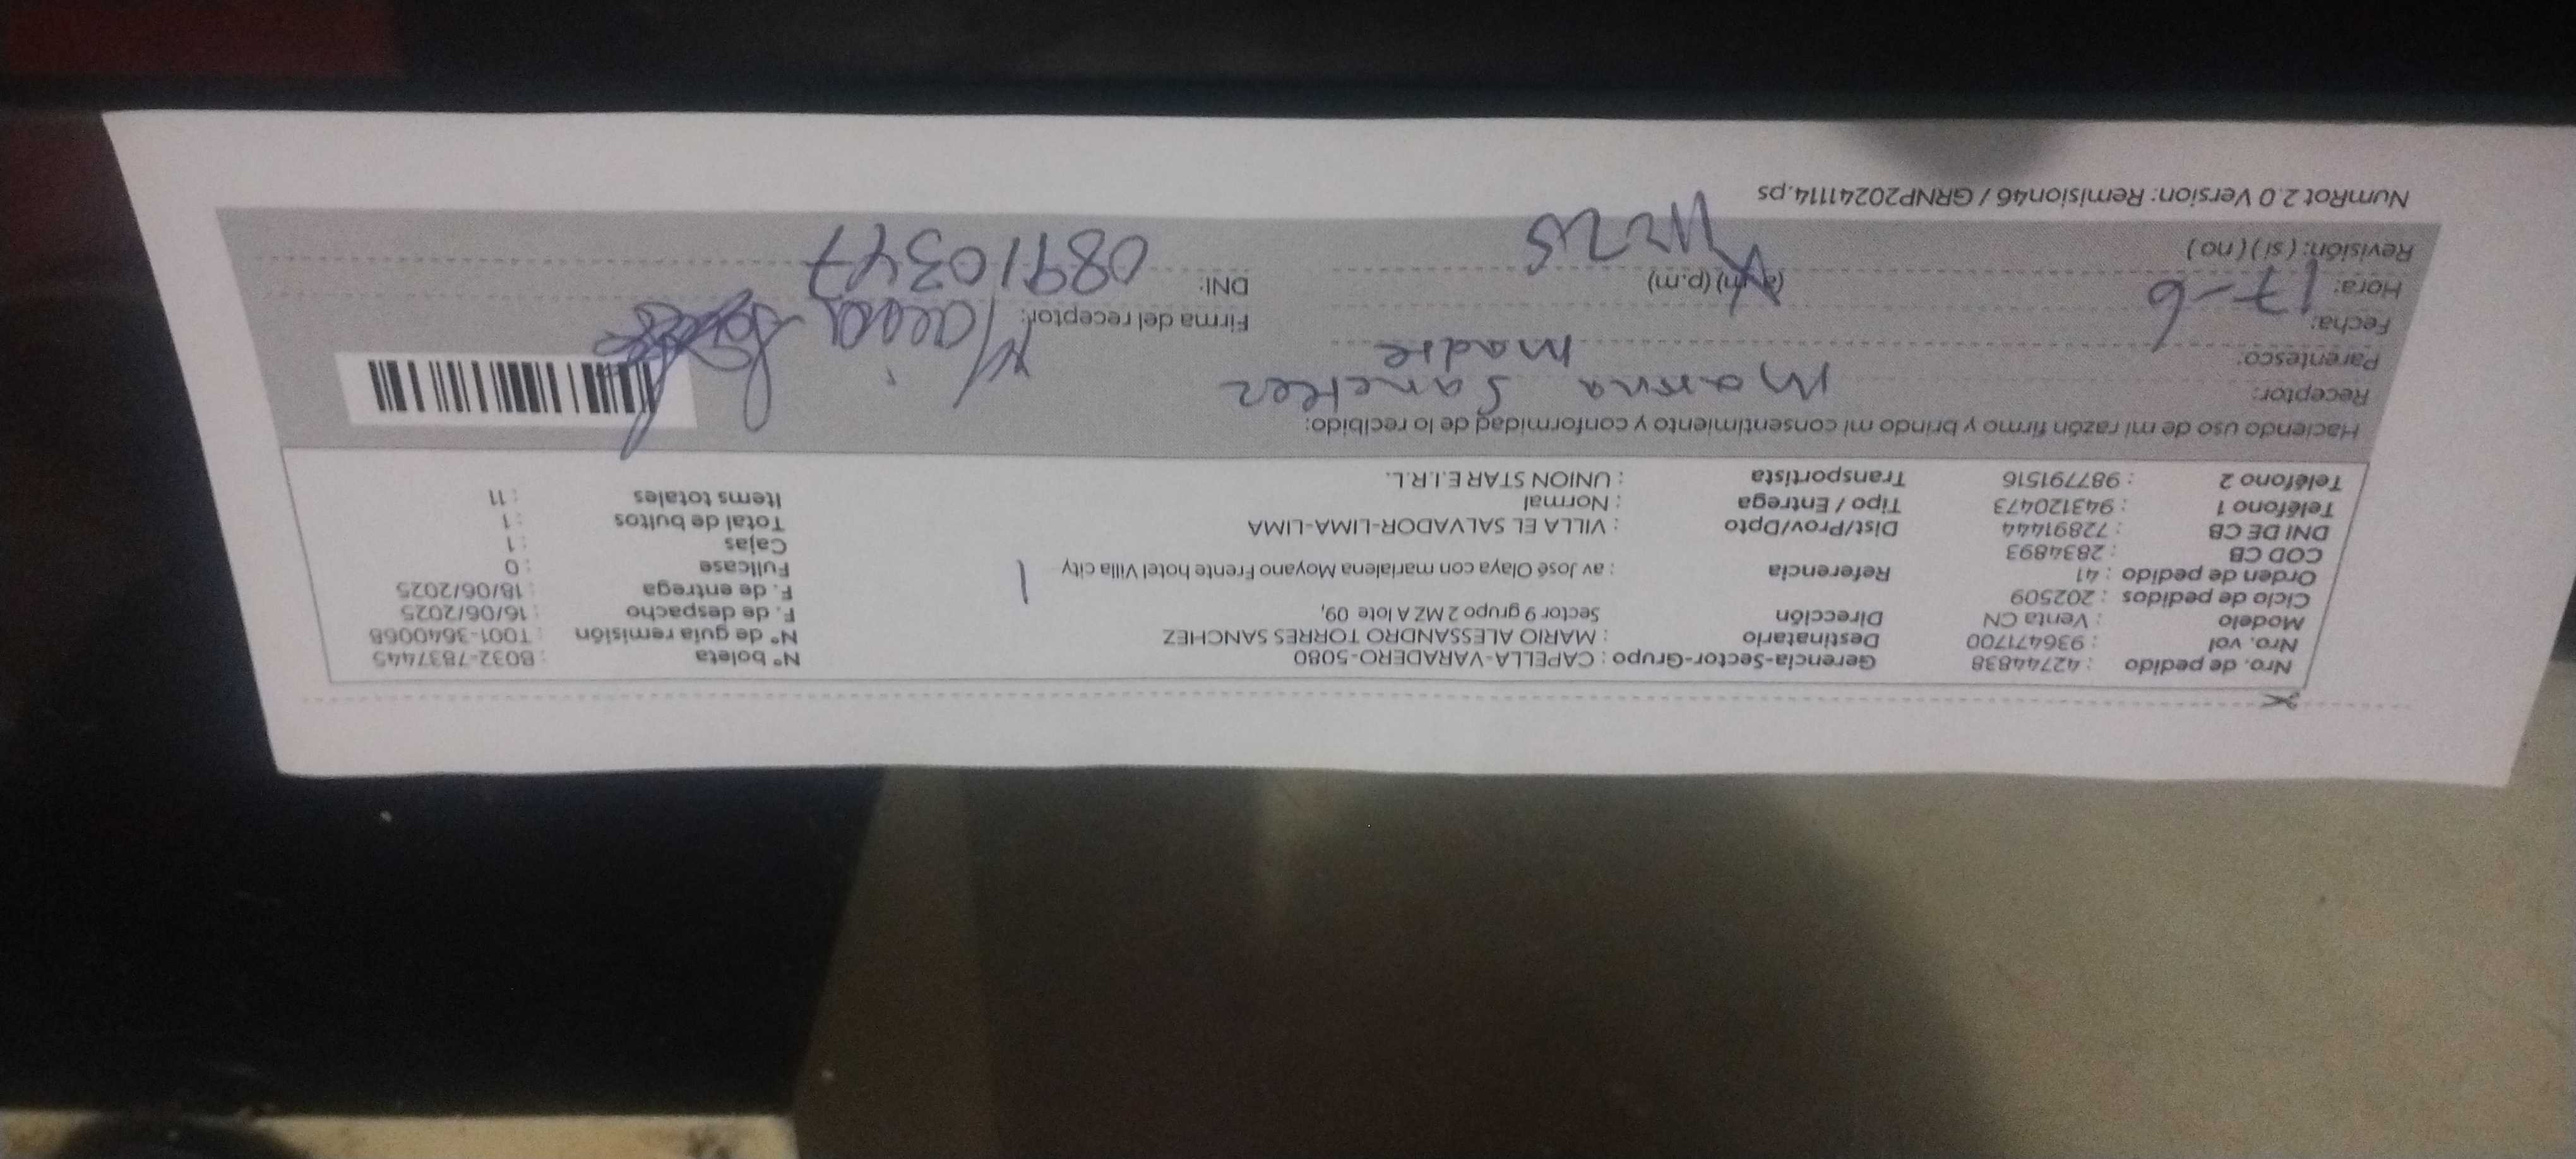 Nro. de pedido : 42744838 Gerencia-Sector-Grupo : CAPELLA-VARADERO-5080 N° boleta : B032-7837445
Nro. vol : 936471700 Destinatario : MARIO ALESSANDRO TORRES SANCHEZ N° de guía remisión : T001-3640068
Modelo : Venta CN Dirección Sector 9 grupo 2 MZ A lote 09, F. de despacho : 16/06/2025
Ciclo de pedidos : 202509 F. de entrega : 18/06/2025
Orden de pedido : 41 Referencia : av José Olaya con marialena Moyano Frente hotel Villa city Fullcase : 0
COD CB : 2834893 Cajas : 1
DNI DE CB : 72891444 Dist/Prov/Dpto : VILLA EL SALVADOR-LIMA-LIMA Total de bultos : 1
Teléfono 1 : 943120473 Tipo / Entrega : Normal Items totales : 11
Teléfono 2 : 987791516 Transportista : UNION STAR E.I.R.L.
Haciendo uso de mi razón firmo y brindo mi consentimiento y conformidad de lo recibido:
Receptor: Marina Sanchez
Parentesco: Madre
Fecha: 17-6 Firma del receptor:
Hora: (a.m) (p.m) DNI: 08910347
Revisión: (si) (no)
NumRot 2.0 Version: Remision46 / GRNP20241114.ps